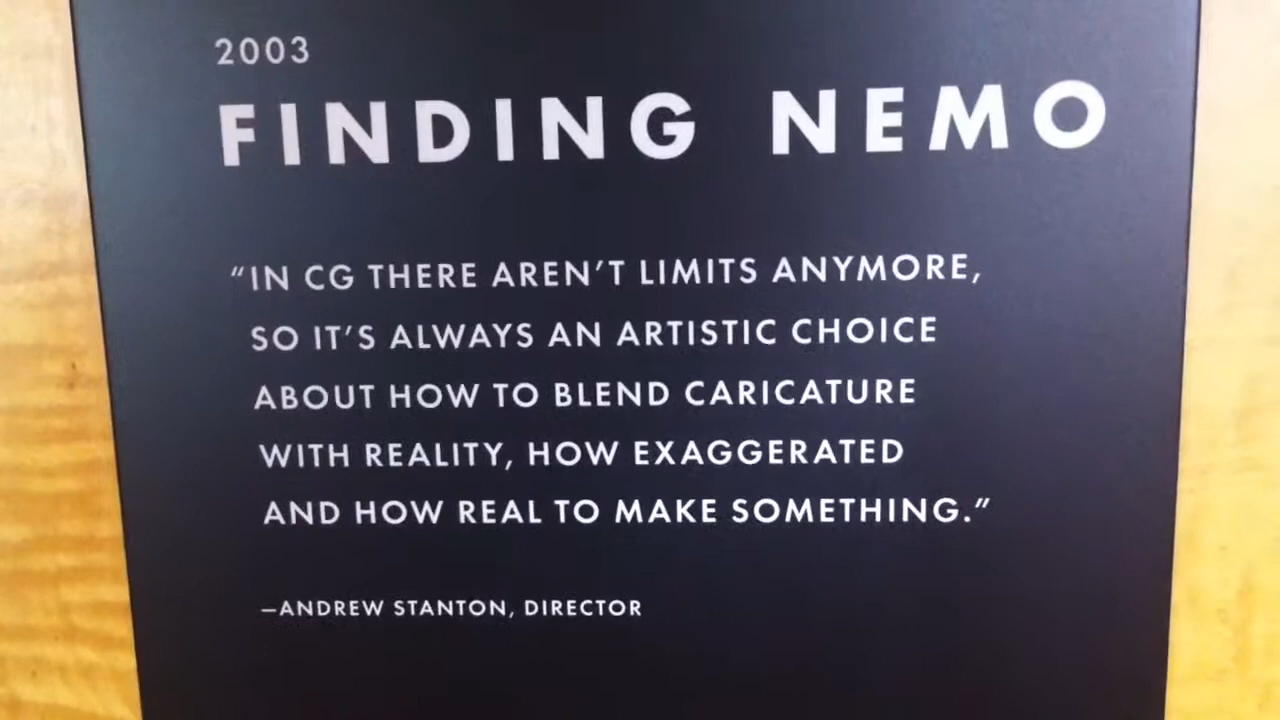 2003
FINDING NEMO
“IN CG THERE AREN’T LIMITS ANYMORE,
SO IT’S ALWAYS AN ARTISTIC CHOICE
ABOUT HOW TO BLEND CARICATURE
WITH REALITY, HOW EXAGGERATED
AND HOW REAL TO MAKE SOMETHING.”
—ANDREW STANTON, DIRECTOR